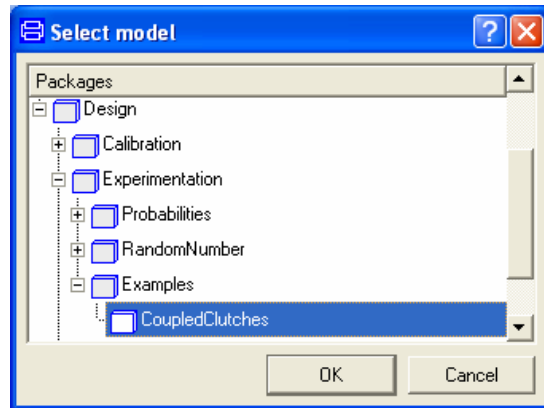 Select model
Packages
Design
Calibration
Experimentation
Probabilities
RandomNumber
Examples
CoupledClutches
OK Cancel